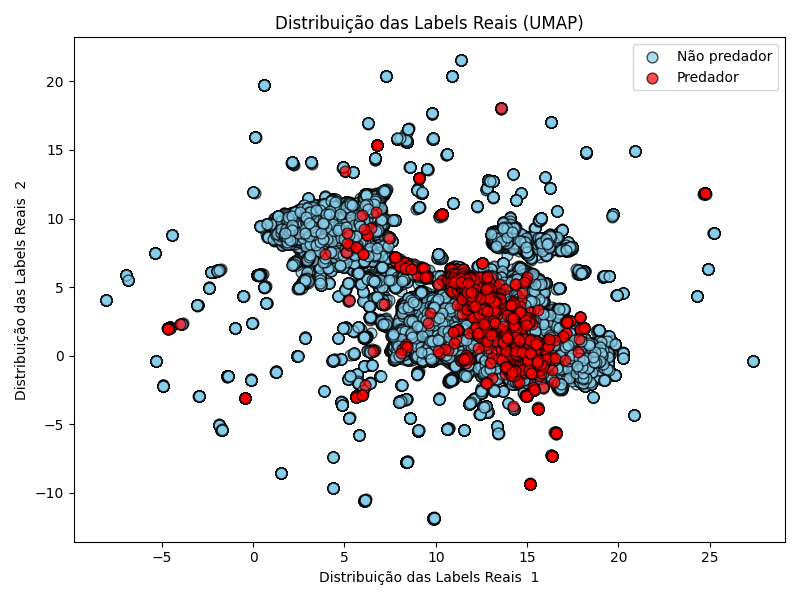 Distribuição das Labels Reais (UMAP)
Não predador
Predador
20
15
10
5
0
−5
−10
Distribuição das Labels Reais  2
−5
0
5
10
15
20
25
Distribuição das Labels Reais  1